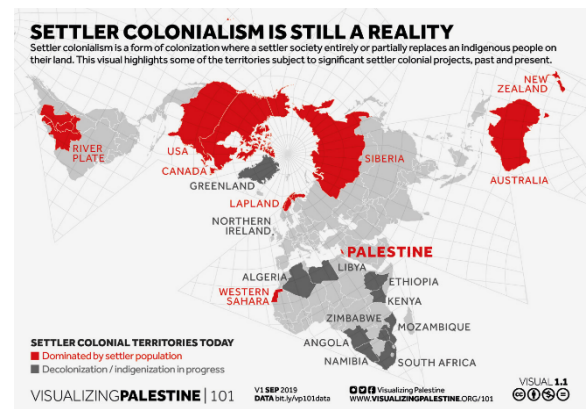 SETTLER COLONIALISM IS STILL A REALITY
Settler colonialism is a form of colonization where a settler society entirely or partially replaces an indigenous people on
their land. This visual highlights some of the territories subject to significant settler colonial projects, past and present.
NEW
ZEALAND
RIVER
PLATE
USA
CANADA
GREENLAND
SIBERIA
AUSTRALIA
LAPLAND
NORTHERN
IRELAND
PALESTINE
ALGERIA
LIBYA
WESTERN
SAHARA
ETHIOPIA
KENYA
ZIMBABWE
MOZAMBIQUE
ANGOLA
NAMIBIA
SOUTH AFRICA
SETTLER COLONIAL TERRITORIES TODAY
Dominated by settler population
Decolonization / indigenization in progress
VISUALIZINGPALESTINE | 101
V1 SEP 2019
DATA bit.ly/vp101data
Visualizing Palestine
WWW.VISUALIZINGPALESTINE.ORG/101
VISUAL 1.1